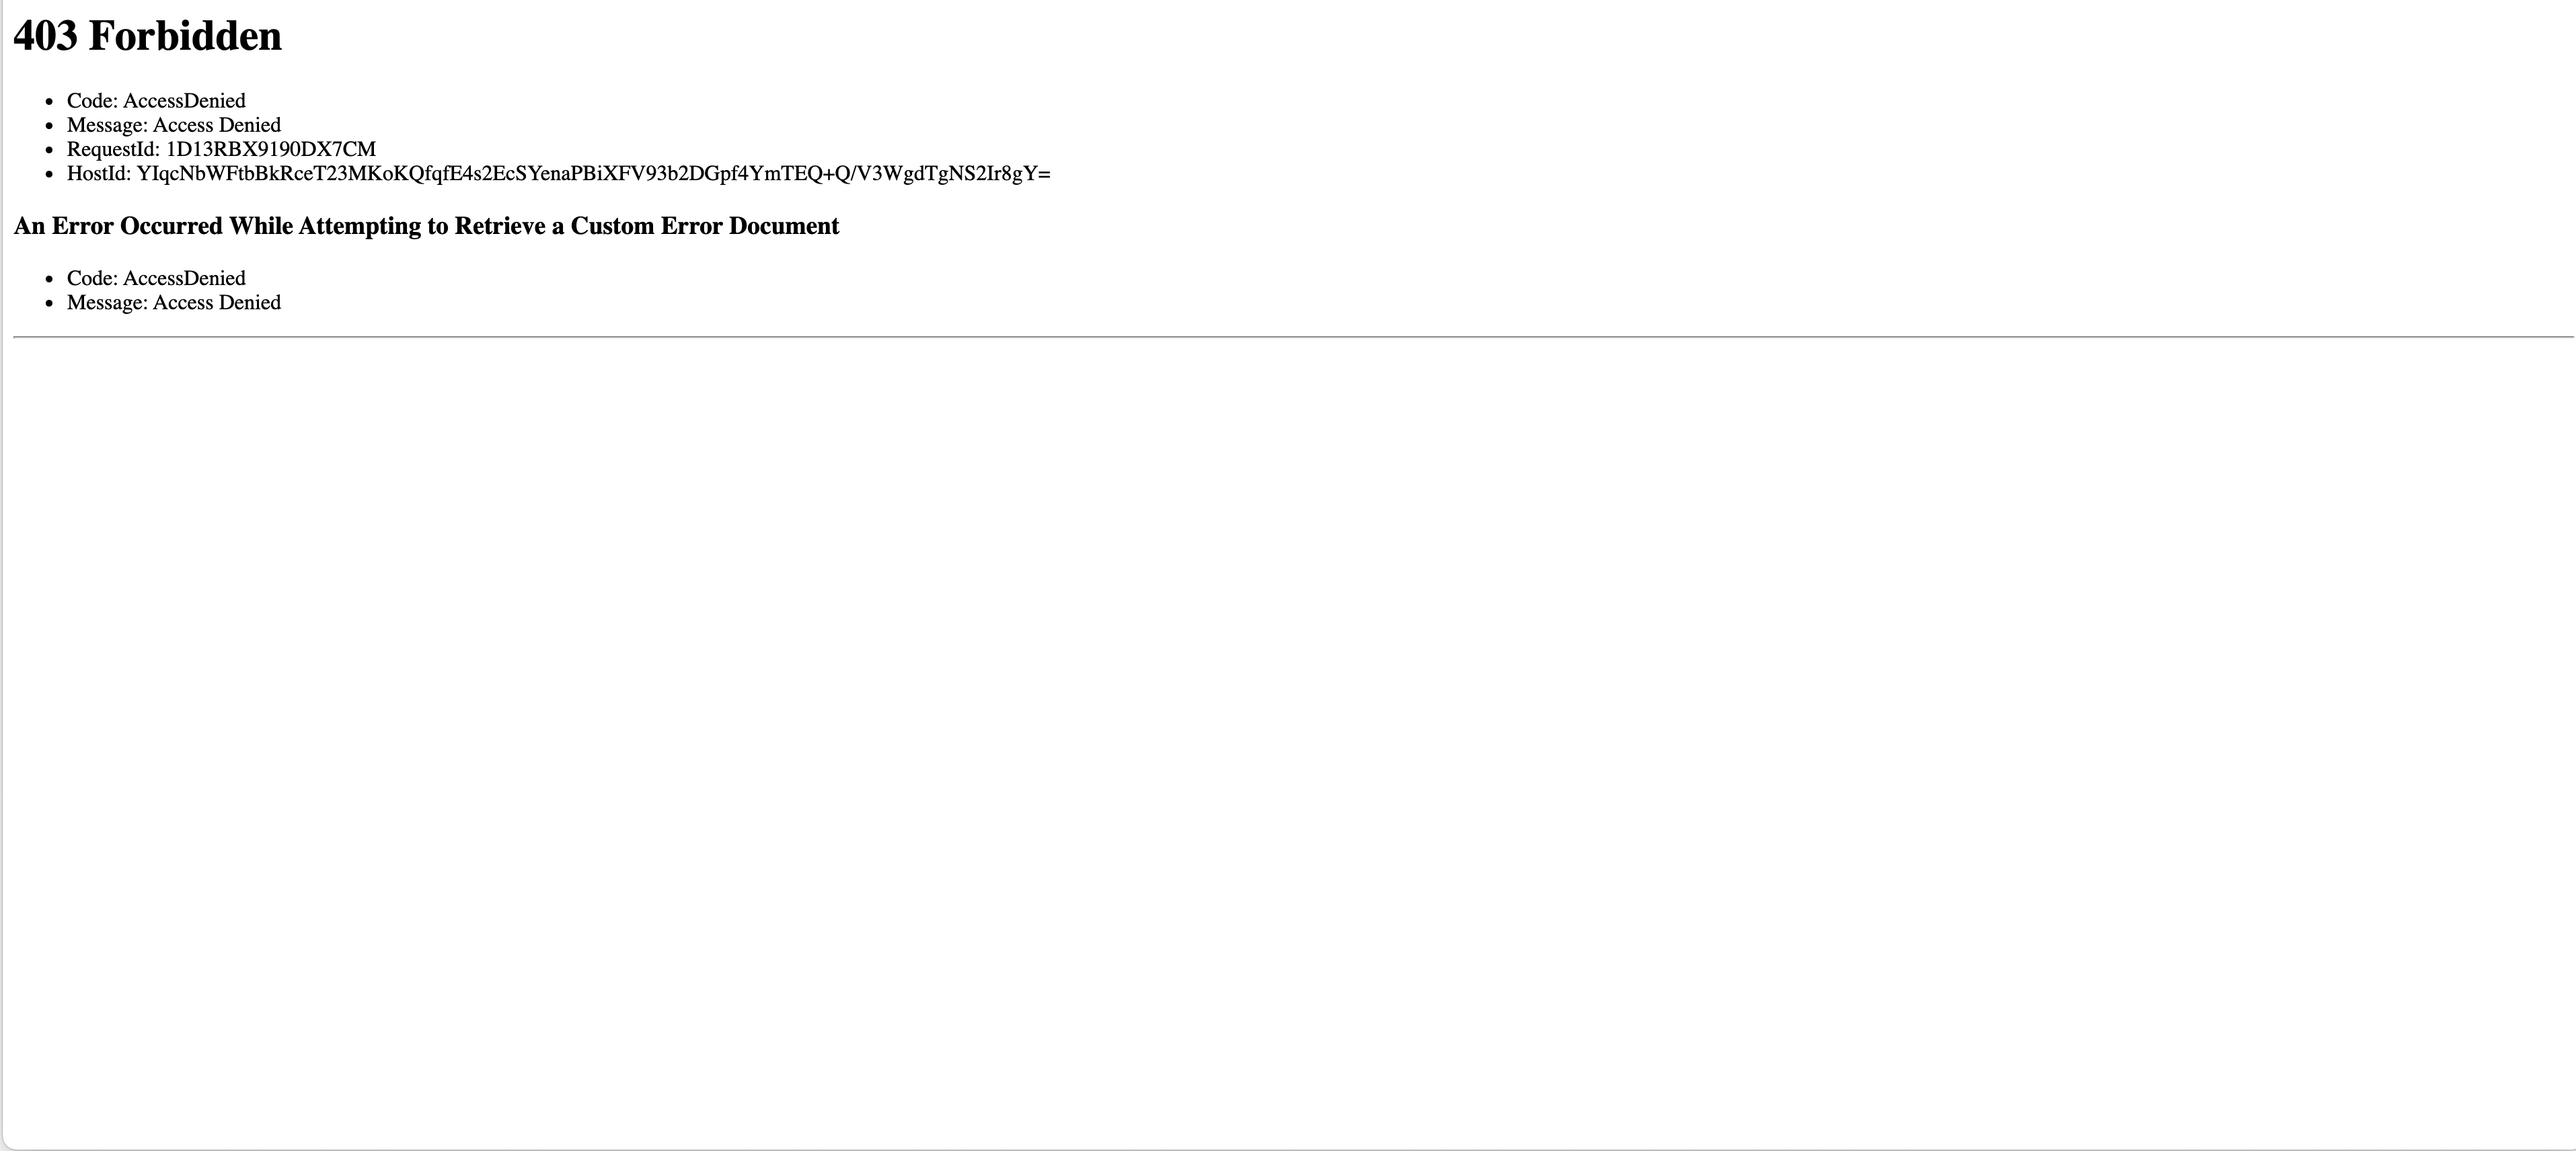 403 Forbidden
Code: AccessDenied
Message: Access Denied
RequestId: 1D13RBX9190DX7CM
HostId: YIqcNbWFtbBkRceT23MKoKQfqfE4s2EcSYenaPBiXFV93b2DGpf4YmTEQ+Q/V3WgdTgNS2Ir8gY=
An Error Occurred While Attempting to Retrieve a Custom Error Document
Code: AccessDenied
Message: Access Denied